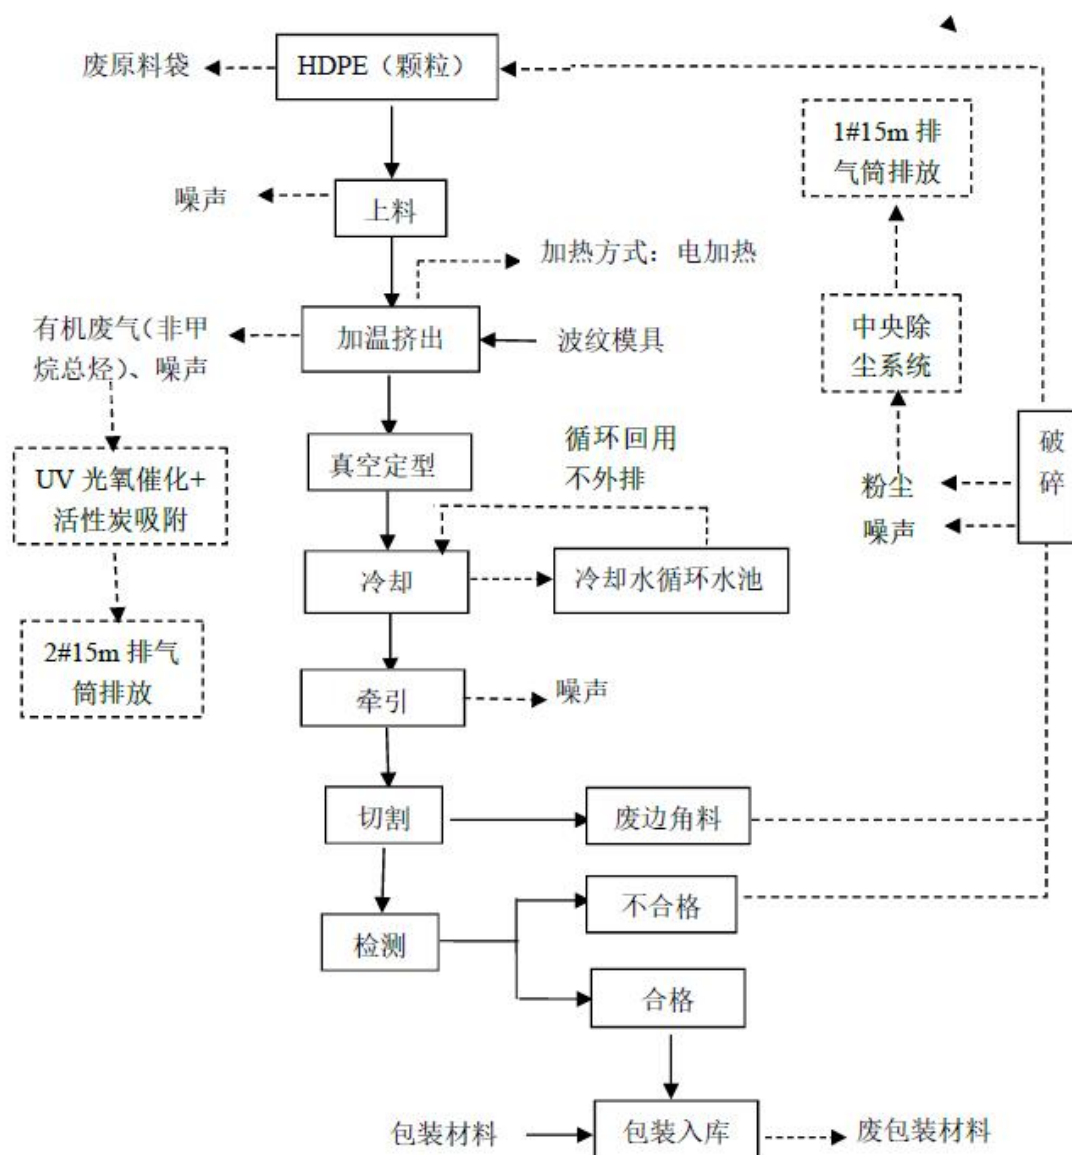 废原料袋
HDPE（颗粒）
1#15m 排
气筒排放
噪声
上料
加热方式：电加热
有机废气（非甲
烷总烃）、噪声
加温挤出
波纹模具
中央除
尘系统
循环回用
不外排
破
碎
UV 光氧催化+
活性炭吸附
真空定型
粉尘
噪声
冷却
冷却水循环水池
2#15m 排气
筒排放
牵引
噪声
切割
废边角料
不合格
检测
合格
包装材料
包装入库
废包装材料